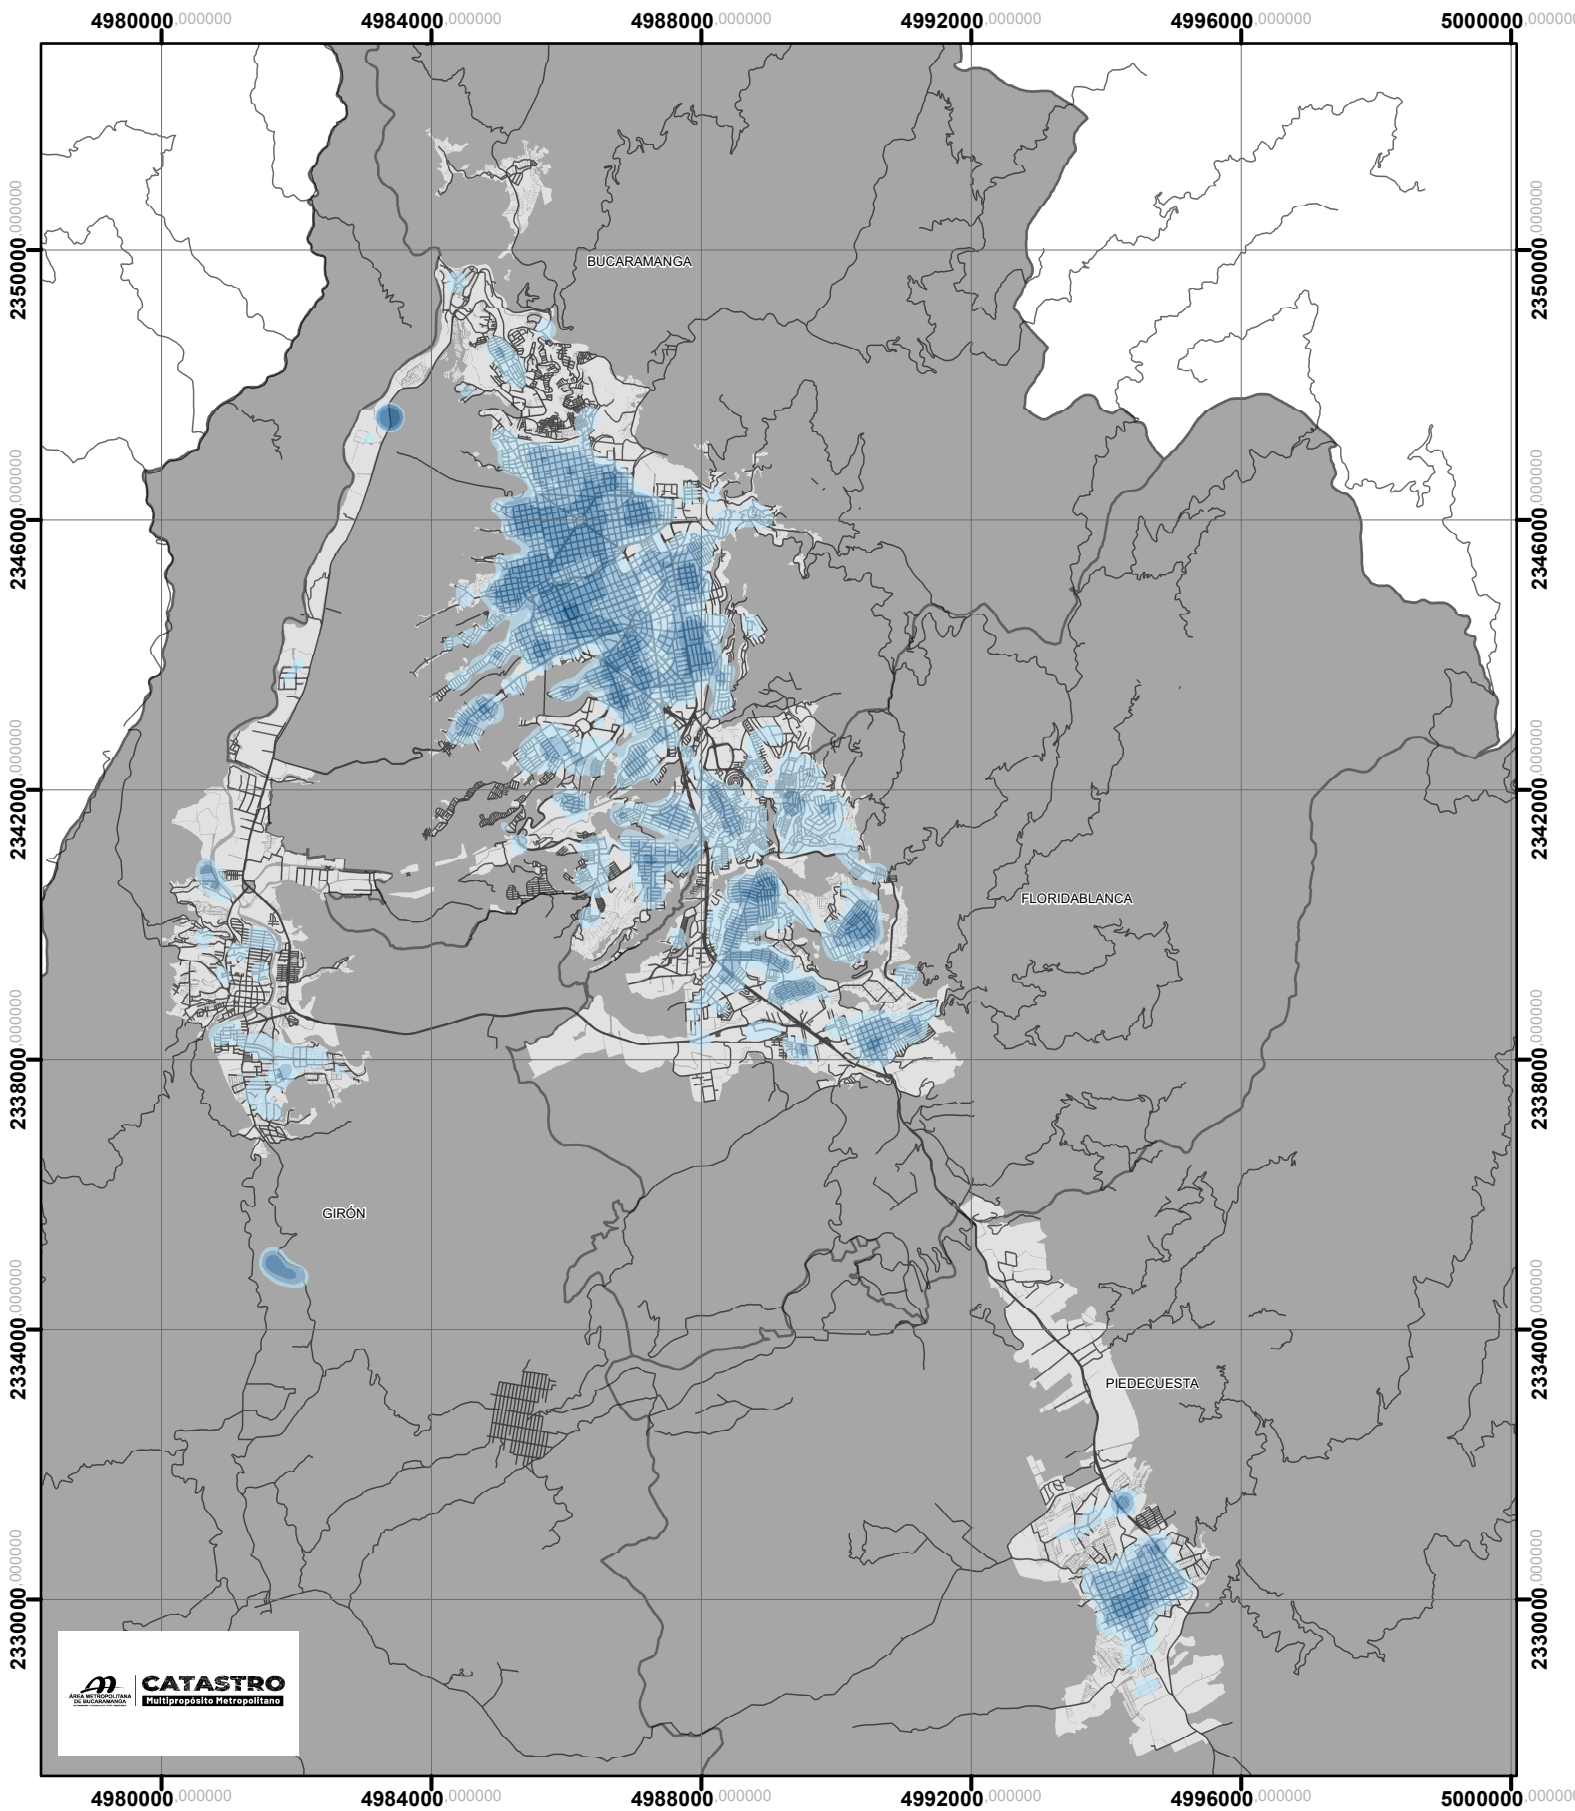 4980000,000000 4984000,000000 4988000,000000 4992000,000000 4996000,000000 5000000,000000
2350000,000000
2350000,000000
BUCARAMANGA
2346000,000000
2346000,000000
2342000,000000
2342000,000000
FLORIDABLANCA
2338000,000000
2338000,000000
GIRÓN
2334000,000000
2334000,000000
PIEDECUESTA
2330000,000000
2330000,000000
ÁREA METROPOLITANA
DE BUCARAMANGA
CATASTRO
Multipropósito Metropolitano
4980000,000000 4984000,000000 4988000,000000 4992000,000000 4996000,000000 5000000,000000